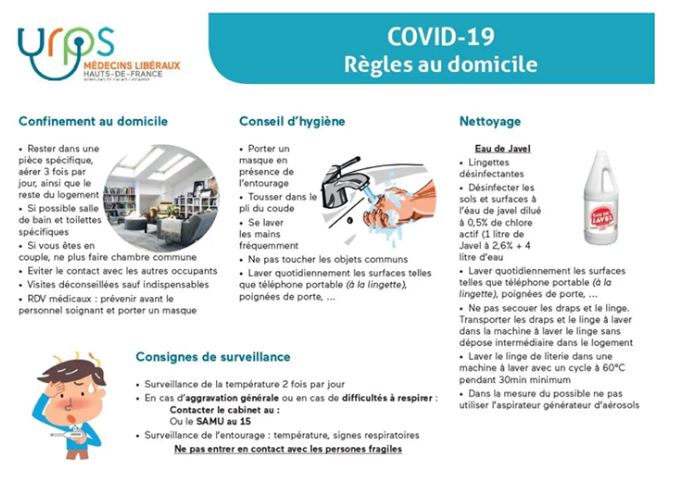 urps
MÉDECINS LIBÉRAUX
HAUTS-DE-FRANCE
COVID-19
Règles au domicile
Confinement au domicile
• Rester dans une
pièce spécifique,
aérer 3 fois par
jour, ainsi que le
reste du logement
• Si possible salle
de bain et toilettes
spécifiques
• Si vous êtes en
couple, ne plus faire chambre commune
• Eviter le contact avec les autres occupants
• Visites déconseillées sauf indispensables
• RDV médicaux : prévenir avant le
personnel soignant et porter un masque
Conseil d'hygiène
• Porter un
masque en
présence de
l'entourage
• Tousser dans le
pli du coude
• Se laver
les mains
fréquemment
• Ne pas toucher les objets communs
• Laver quotidiennement les surfaces
telles que téléphone portable (à la lingette),
poignées de porte, ...
Nettoyage
Eau de Javel
• Lingettes
désinfectantes
• Désinfecter les
sols et surfaces à
l'éau de javel dilué
à 0,5% de chlore
actif (1 litre de
Javel à 2,6% + 4
litre d'eau
EAU DE
JAVEL
• Laver quotidiennement les surfaces
telles que téléphone portable (à la
lingette), poignées de porte, ...
• Ne pas secouer les draps et le linge.
Transporter les draps et le linge à laver
dans la machine à laver le linge sans
dépose intermédiaire dans le logement
• Laver le linge de literie dans une
machine à laver avec un cycle à 60°C
pendant 30min minimum
• Dans la mesure du possible ne pas
utiliser l'aspirateur générateur d'aérosols
Consignes de surveillance
• Surveillance de la température 2 fois par jour
• En cas d'aggravation générale ou en cas de difficultés à respirer :
Contacter le cabinet au :
Ou le SAMU au 15
• Surveillance de l'entourage : température, signes respiratoires
Ne pas entrer en contact avec les persones fragiles